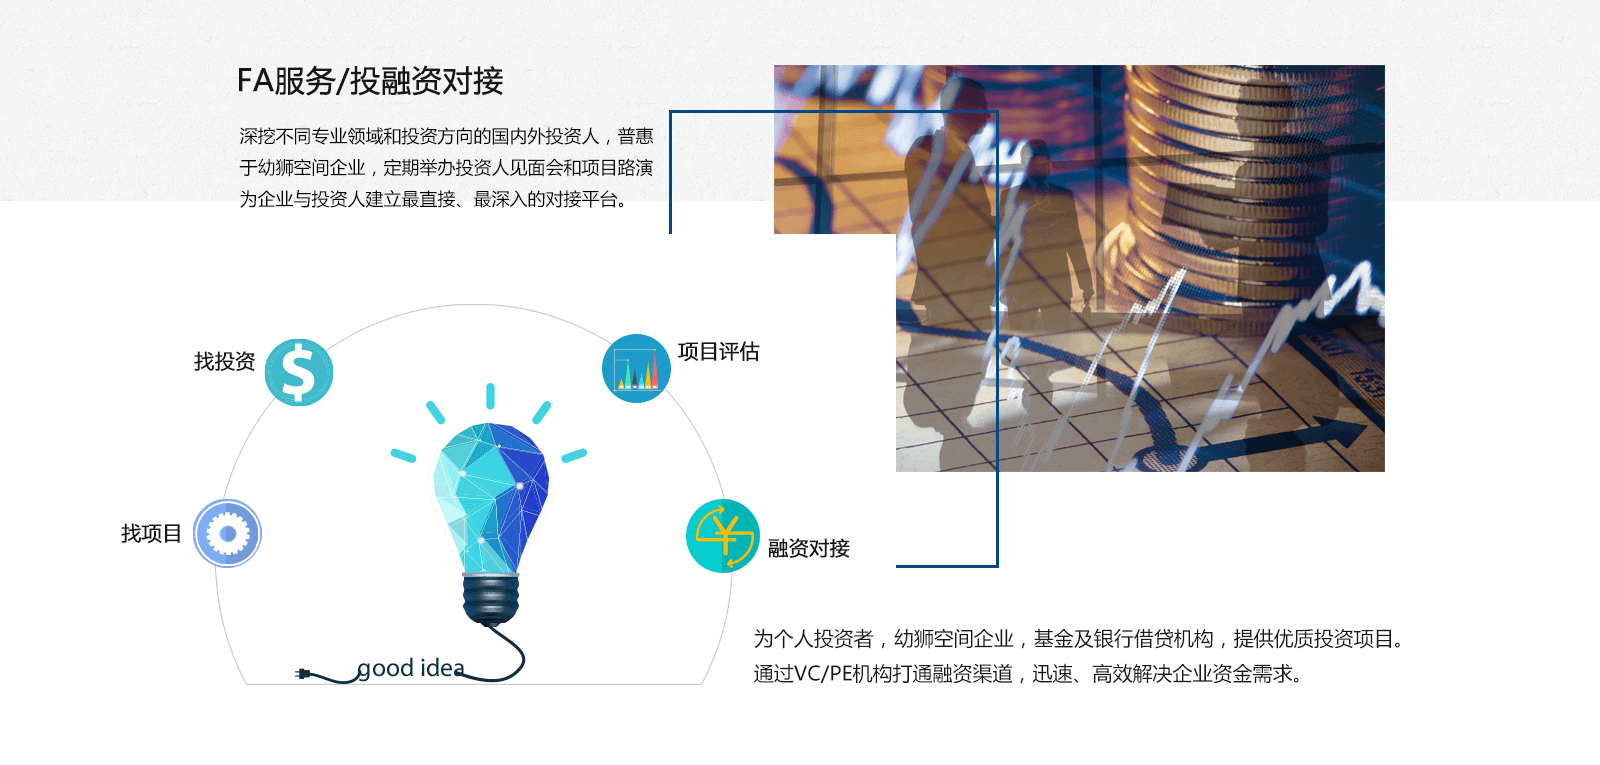 FA服务/投融资对接
深挖不同专业领域和投资方向的国内外投资人，普惠
于幼狮空间企业，定期举办投资人见面会和项目路演
为企业与投资人建立最直接、最深入的对接平台。
找投资
项目评估
找项目
融资对接
good idea
为个人投资者，幼狮空间企业，基金及银行借贷机构，提供优质投资项目。
通过VC/PE机构打通融资渠道，迅速、高效解决企业资金需求。